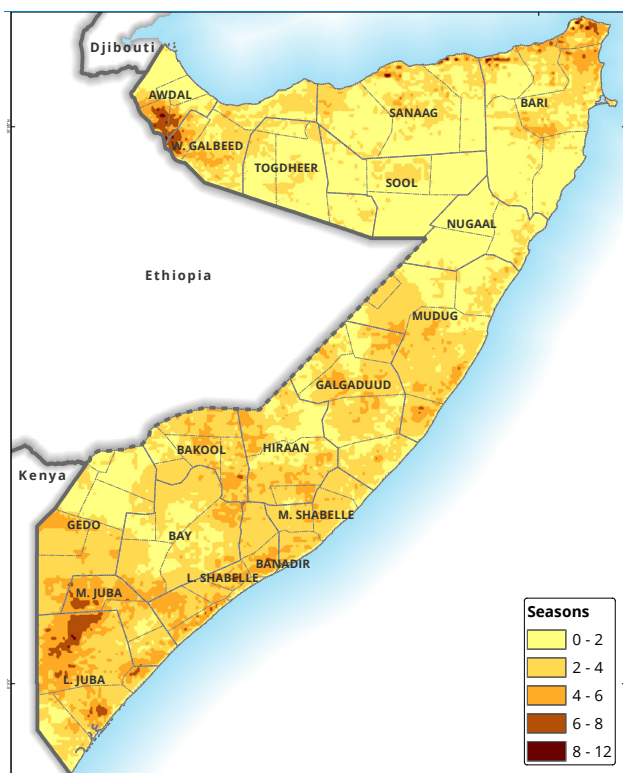 Djibouti
AWDAL
SANAAG
BARI
W. GALBEED
TOGDHEER
SOOL
NUGAAL
Ethiopia
MUDUG
GALGADUUD
BAKOOL
HIRAAN
Kenya
GEDO
M. SHABELLE
BAY
BANADIR
L. SHABELLE
M. JUBA
L. JUBA
Seasons
0 - 2
2 - 4
4 - 6
6 - 8
8 - 12